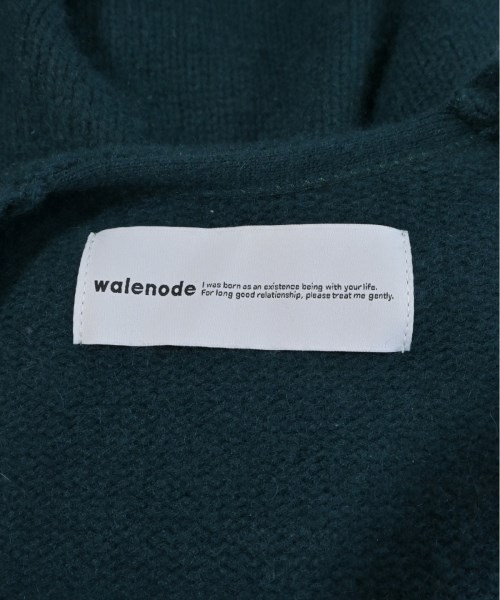 walenode
I was born as an existence being with your life.
For long good relationship, please treat me gently.